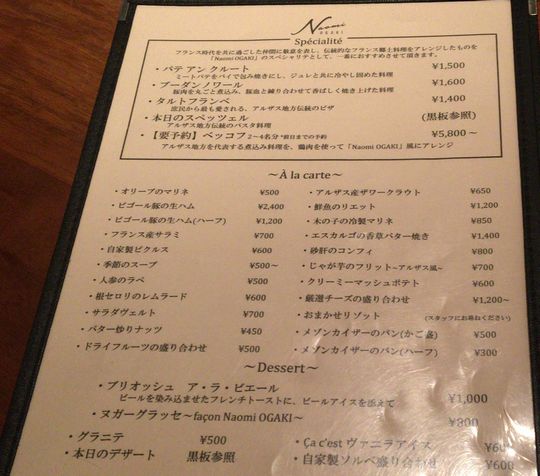 Naomi
OGAKI
Spécialité
フランス時代を共に過ごした仲間に敬意を表し、伝統的なフランス郷土料理をアレンジしたものを
「Naomi OGAKI」のスペシャリテとして、一番におすすめさせて頂きます。
・パテ アン クルート ¥1,500
ミートパテをパイで包み焼きにし、ジュレと共に冷やし固めた料理
・ブーダンノワール ¥1,600
豚肉を丸ごと煮込み、豚血と練り合わせて香ばしく焼き上げた料理
・タルトフランベ ¥1,400
庶民から最も愛される、アルザス地方伝統のピザ
・本日のスペッツェル (黒板参照)
アルザス地方伝統のパスタ料理
・【要予約】ベッコフ 2～4名分 *前日までの予約 ¥5,800～
アルザス地方を代表する煮込み料理を、鶏肉を使って「Naomi OGAKI」風にアレンジ
～À la carte～
・オリーブのマリネ ¥500
・ビゴール豚の生ハム ¥2,400
・ビゴール豚の生ハム(ハーフ) ¥1,200
・フランス産サラミ ¥700
・自家製ピクルス ¥600
・季節のスープ ¥500～
・人参のラペ ¥500
・根セロリのレムラード ¥600
・サラダヴェルト ¥700
・バター炒りナッツ ¥450
・ドライフルーツの盛り合わせ ¥500
・アルザス産ザワークラウト ¥650
・鮮魚のリエット ¥1,200
・木の子の冷製マリネ ¥850
・エスカルゴの香草バター焼き ¥1,400
・砂肝のコンフィ ¥800
・じゃが芋のフリット～アルザス風～ ¥700
・クリーミーマッシュポテト ¥600
・厳選チーズの盛り合わせ ¥1,200～
・おまかせリゾット (スタッフにお尋ねください)
・メゾンカイザーのパン(かご盛) ¥500
・メゾンカイザーのパン(ハーフ) ¥300
～Dessert～
・ブリオッシュ ア・ラ・ビエール
ビールを染み込ませたフレンチトーストに、ビールアイスを添えて ¥1,000
・ヌガーグラッセ～façon Naomi OGAKI～
・グラニテ ¥500
・本日のデザート 黒板参照
・Ça c'est ヴァニラアイス
・自家製ソルベ盛り合わせ ¥600